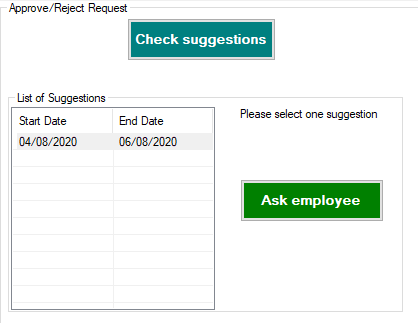 Approve/Reject Request
Check suggestions
List of Suggestions
Start Date End Date
04/08/2020 06/08/2020
Please select one suggestion
Ask employee